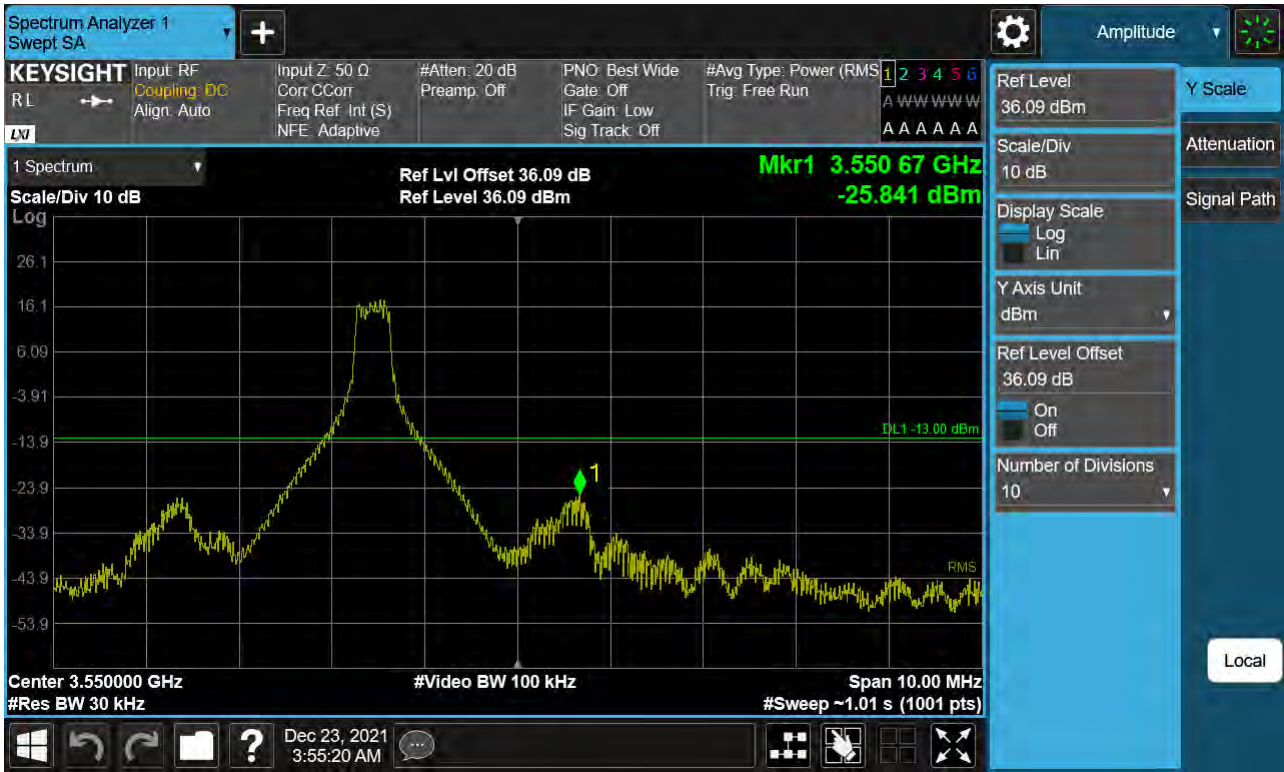 Spectrum Analyzer 1
Swept SA
+
Amplitude
KEYSIGHT
RL
LXI
Input: RF
Coupling: DC
Align: Auto
Input Z: 50 Ω
Corr CCorr
Freq Ref: Int (S)
NFE: Adaptive
#Atten: 20 dB
Preamp: Off
PNO: Best Wide
Gate: Off
IF Gain: Low
Sig Track: Off
#Avg Type: Power (RMS
Trig: Free Run
1 2 3 4 5 6
A W W W W W
A A A A A A
1 Spectrum
Scale/Div 10 dB
Ref Lvl Offset 36.09 dB
Ref Level 36.09 dBm
Mkr1 3.550 67 GHz
-25.841 dBm
Log
26.1
16.1
6.09
-3.91
-13.9
-23.9
-33.9
-43.9
-53.9
DL1 -13.00 dBm
1
RMS
Center 3.550000 GHz
#Video BW 100 kHz
Span 10.00 MHz
#Res BW 30 kHz
#Sweep ~1.01 s (1001 pts)
Ref Level
36.09 dBm
Scale/Div
10 dB
Display Scale
Log
Lin
Y Axis Unit
dBm
Ref Level Offset
36.09 dB
On
Off
Number of Divisions
10
Y Scale
Attenuation
Signal Path
Local
?
Dec 23, 2021
3:55:20 AM